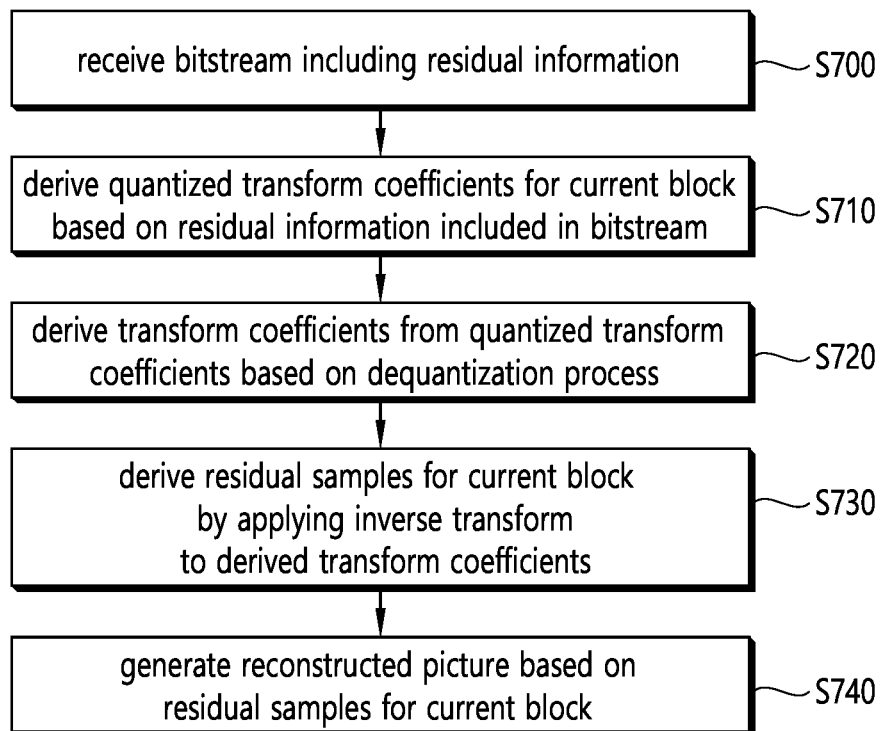 receive bitstream including residual information
S700
derive quantized transform coefficients for current block
based on residual information included in bitstream
S710
derive transform coefficients from quantized transform
coefficients based on dequantization process
S720
derive residual samples for current block
by applying inverse transform
to derived transform coefficients
S730
generate reconstructed picture based on
residual samples for current block
S740